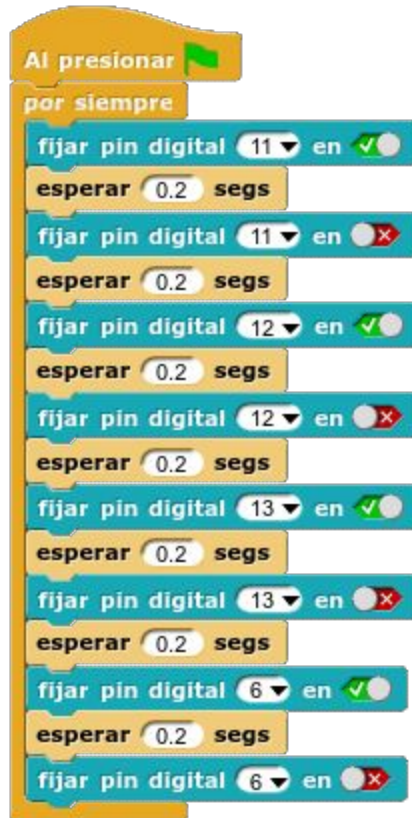 Al presionar
por siempre
fijar pin digital 11 en
esperar 0.2 segs
fijar pin digital 11 en
esperar 0.2 segs
fijar pin digital 12 en
esperar 0.2 segs
fijar pin digital 12 en
esperar 0.2 segs
fijar pin digital 13 en
esperar 0.2 segs
fijar pin digital 13 en
esperar 0.2 segs
fijar pin digital 6 en
esperar 0.2 segs
fijar pin digital 6 en